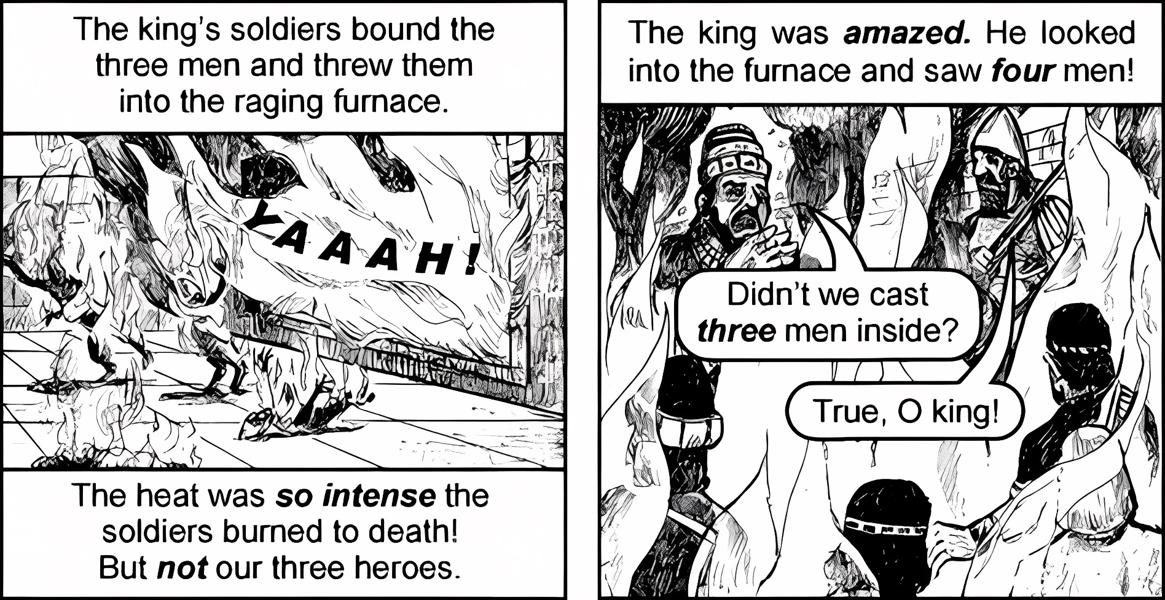 The king's soldiers bound the
three men and threw them
into the raging furnace.
YAAAH!
The heat was so intense the
soldiers burned to death!
But not our three heroes.
The king was amazed. He looked
into the furnace and saw four men!
Didn't we cast
three men inside?
True, O king!